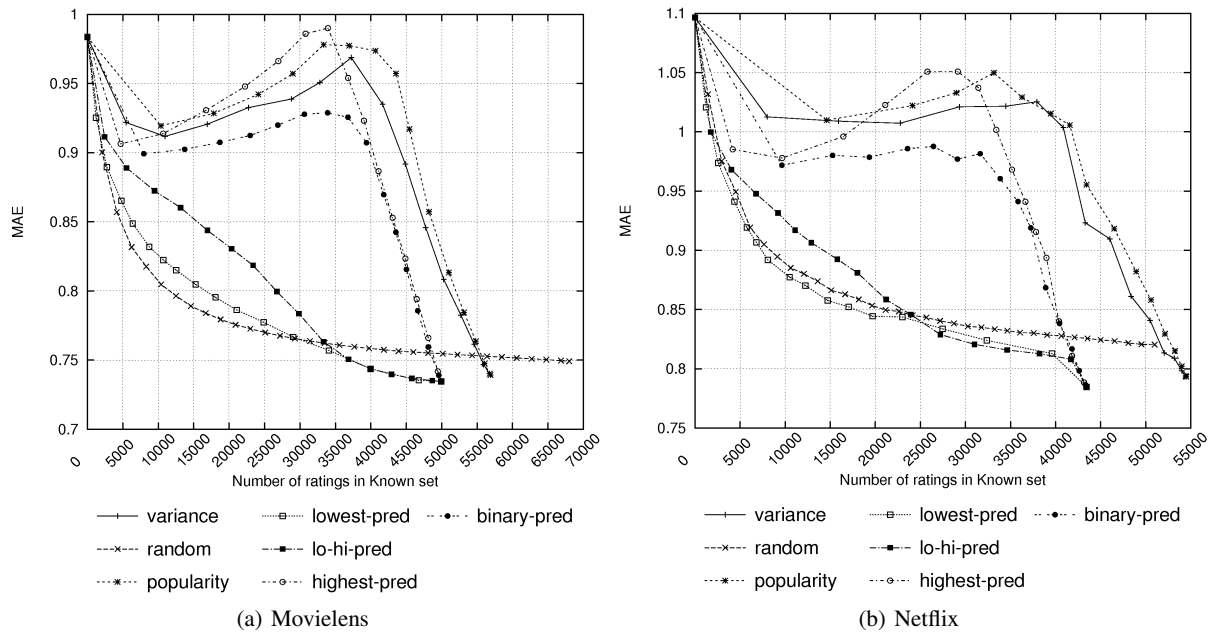 1
0.95
0.9
0.85
0.8
0.75
0.7
MAE
0
5000
10000
15000
20000
25000
30000
35000
40000
45000
50000
55000
60000
65000
70000
Number of ratings in Known set
variance
lowest-pred
binary-pred
random
lo-hi-pred
popularity
highest-pred
(a) Movielens
1.1
1.05
1
0.95
0.9
0.85
0.8
0.75
MAE
0
5000
10000
15000
20000
25000
30000
35000
40000
45000
50000
55000
Number of ratings in Known set
variance
lowest-pred
binary-pred
random
lo-hi-pred
popularity
highest-pred
(b) Netflix